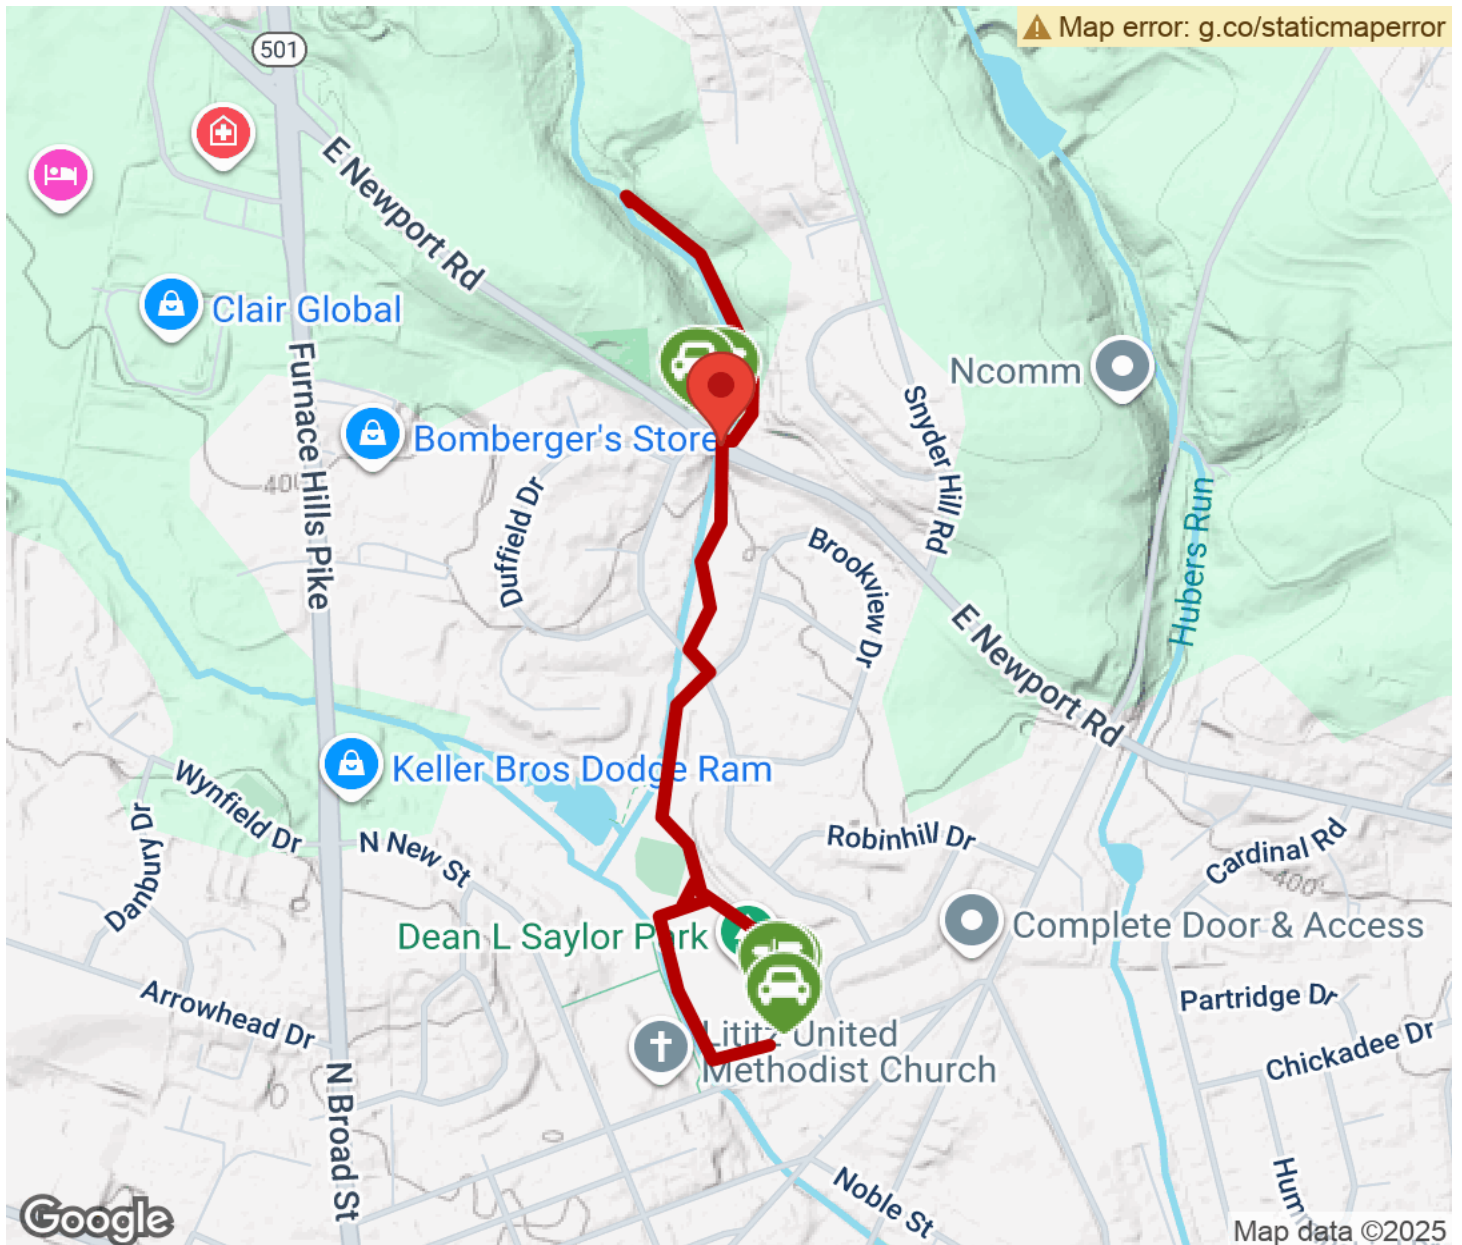 Map error: g.co/staticmaperror
501
E Newport Rd
Clair Global
Furnace Hills Pike
Ncomm
Bomberger's Store
Snyder Hill Rd
400
Duffield Dr
Hubers Run
Brookview Dr
E Newport Rd
Keller Bros Dodge Ram
Wynfield Dr
Danbury Dr
N New St
Robinhill Dr
Cardinal Rd
400
Dean L Saylor Park
Complete Door & Access
Arrowhead Dr
Partridge Dr
Lititz United
Methodist Church
Chickadee Dr
N Broad St
Noble St
Google
Map data ©2025